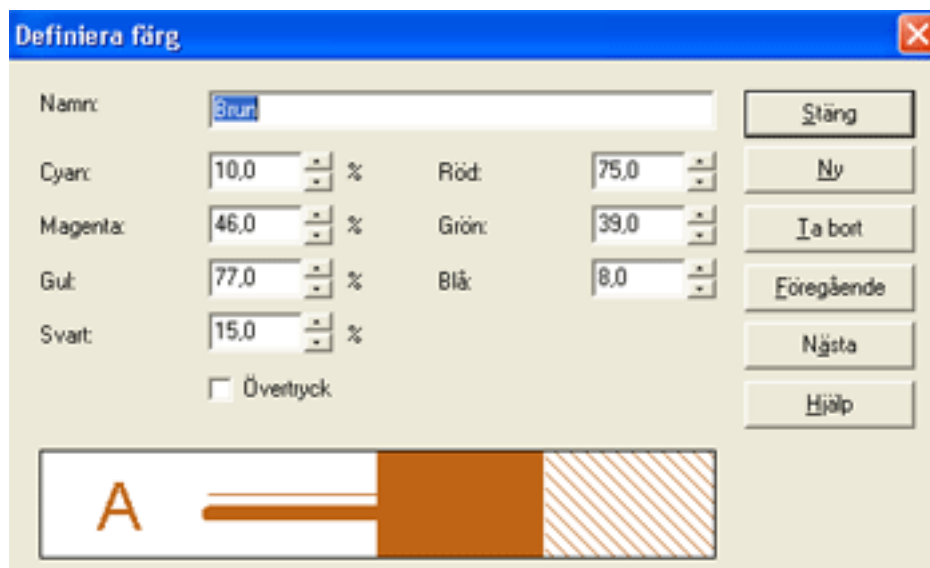 Definiera färg
Namn: Brun Stäng
Cyan: 10,0 % Röd: 75,0 Ny
Magenta: 46,0 % Grön: 39,0 Ta bort
Gul: 77,0 % Blå: 8,0 Föregående
Svart: 15,0 % Nästa
Övertryck Hjälp
A